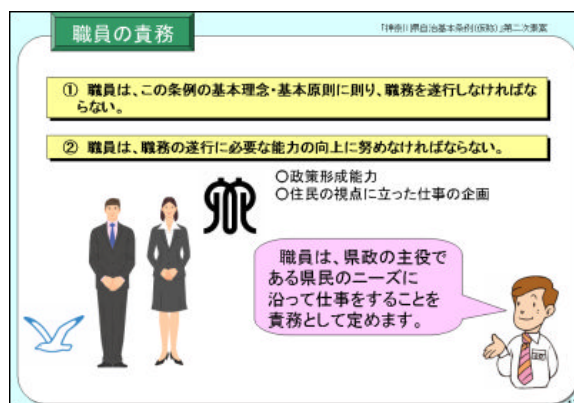 「神奈川県自治基本条例(仮称)」第二次素案
職員の責務
① 職員は、この条例の基本理念・基本原則に則り、職務を遂行しなければな
らない。
② 職員は、職務の遂行に必要な能力の向上に努めなければならない。
○政策形成能力
○住民の視点に立った仕事の企画
職員は、県政の主役で
ある県民のニーズに
沿って仕事をすることを
責務として定めます。